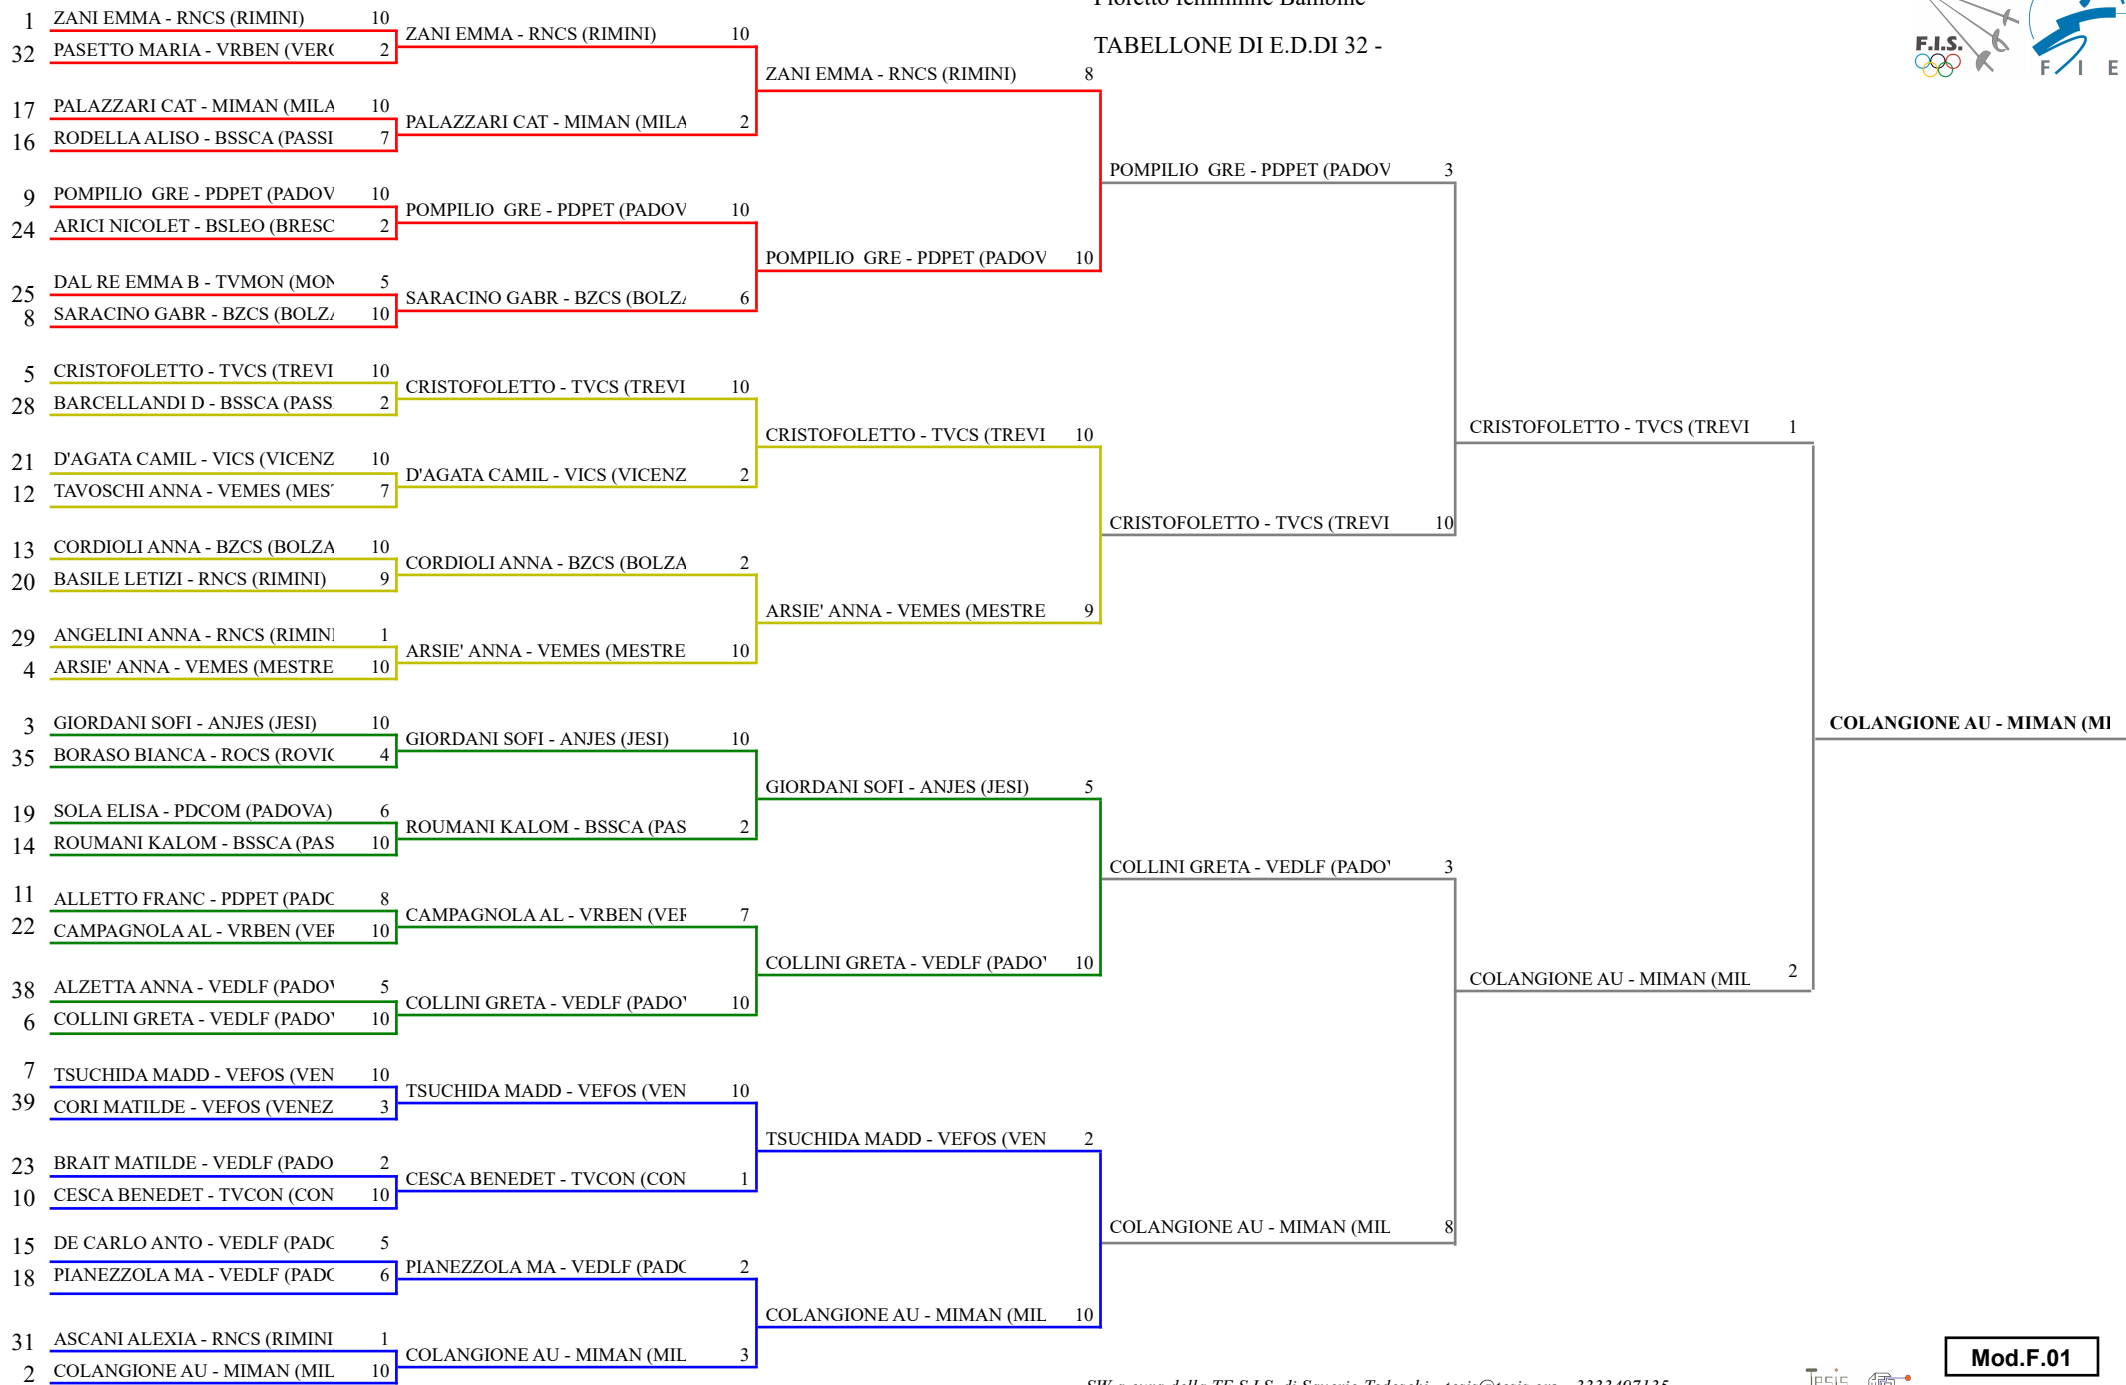 TABELLONE DI E.D.DI 32 -
F.I.S.
F I E
1 ZANI EMMA - RNCS (RIMINI) 10
32 PASETTO MARIA - VRBEN (VERO 2
17 PALAZZARI CAT - MIMAN (MILA 10
16 RODELLA ALISO - BSSCA (PASSI 7
9 POMPILIO GRE - PDPET (PADOV 10
24 ARICI NICOLET - BSLEO (BRESC 2
25 DAL RE EMMA B - TVMON (MON 5
8 SARACINO GABR - BZCS (BOLZA 10
5 CRISTOFOLETTO - TVCS (TREVI 10
28 BARCELLANDI D - BSSCA (PASS 2
21 D'AGATA CAMIL - VICS (VICENZ 10
12 TAVOSCHI ANNA - VEMES (MEST 7
13 CORDIOLI ANNA - BZCS (BOLZA 10
20 BASILE LETIZI - RNCS (RIMINI) 9
29 ANGELINI ANNA - RNCS (RIMINI 1
4 ARSIE' ANNA - VEMES (MESTRE 10
3 GIORDANI SOFI - ANJES (JESI) 10
35 BORASO BIANCA - ROCS (ROVIG 4
19 SOLA ELISA - PDCOM (PADOVA) 6
14 ROUMANI KALOM - BSSCA (PAS 10
11 ALLETTO FRANC - PDPET (PADO 8
22 CAMPAGNOLA AL - VRBEN (VER 10
38 ALZETTA ANNA - VEDLF (PADOV 5
6 COLLINI GRETA - VEDLF (PADOV 10
7 TSUCHIDA MADD - VEFOS (VEN 10
39 CORI MATILDE - VEFOS (VENEZ 3
23 BRAIT MATILDE - VEDLF (PADO 2
10 CESCA BENEDET - TVCON (CON 10
15 DE CARLO ANTO - VEDLF (PADO 5
18 PIANEZZOLA MA - VEDLF (PADO 6
31 ASCANI ALEXIA - RNCS (RIMINI 1
2 COLANGIONE AU - MIMAN (MIL 10
ZANI EMMA - RNCS (RIMINI) 10
PALAZZARI CAT - MIMAN (MILA 2
POMPILIO GRE - PDPET (PADOV 10
SARACINO GABR - BZCS (BOLZA 6
CRISTOFOLETTO - TVCS (TREVI 10
D'AGATA CAMIL - VICS (VICENZ 2
CORDIOLI ANNA - BZCS (BOLZA 2
ARSIE' ANNA - VEMES (MESTRE 10
GIORDANI SOFI - ANJES (JESI) 10
ROUMANI KALOM - BSSCA (PAS 2
CAMPAGNOLA AL - VRBEN (VER 7
COLLINI GRETA - VEDLF (PADOV 10
TSUCHIDA MADD - VEFOS (VEN 10
CESCA BENEDET - TVCON (CON 1
PIANEZZOLA MA - VEDLF (PADO 2
COLANGIONE AU - MIMAN (MIL 3
ZANI EMMA - RNCS (RIMINI) 8
POMPILIO GRE - PDPET (PADOV 10
CRISTOFOLETTO - TVCS (TREVI 10
ARSIE' ANNA - VEMES (MESTRE 9
GIORDANI SOFI - ANJES (JESI) 5
COLLINI GRETA - VEDLF (PADOV 10
TSUCHIDA MADD - VEFOS (VEN 2
COLANGIONE AU - MIMAN (MIL 10
POMPILIO GRE - PDPET (PADOV 3
CRISTOFOLETTO - TVCS (TREVI 10
COLLINI GRETA - VEDLF (PADOV 3
COLANGIONE AU - MIMAN (MIL 8
CRISTOFOLETTO - TVCS (TREVI 1
COLANGIONE AU - MIMAN (MIL 2
COLANGIONE AU - MIMAN (MI
Tesis
Mod.F.01